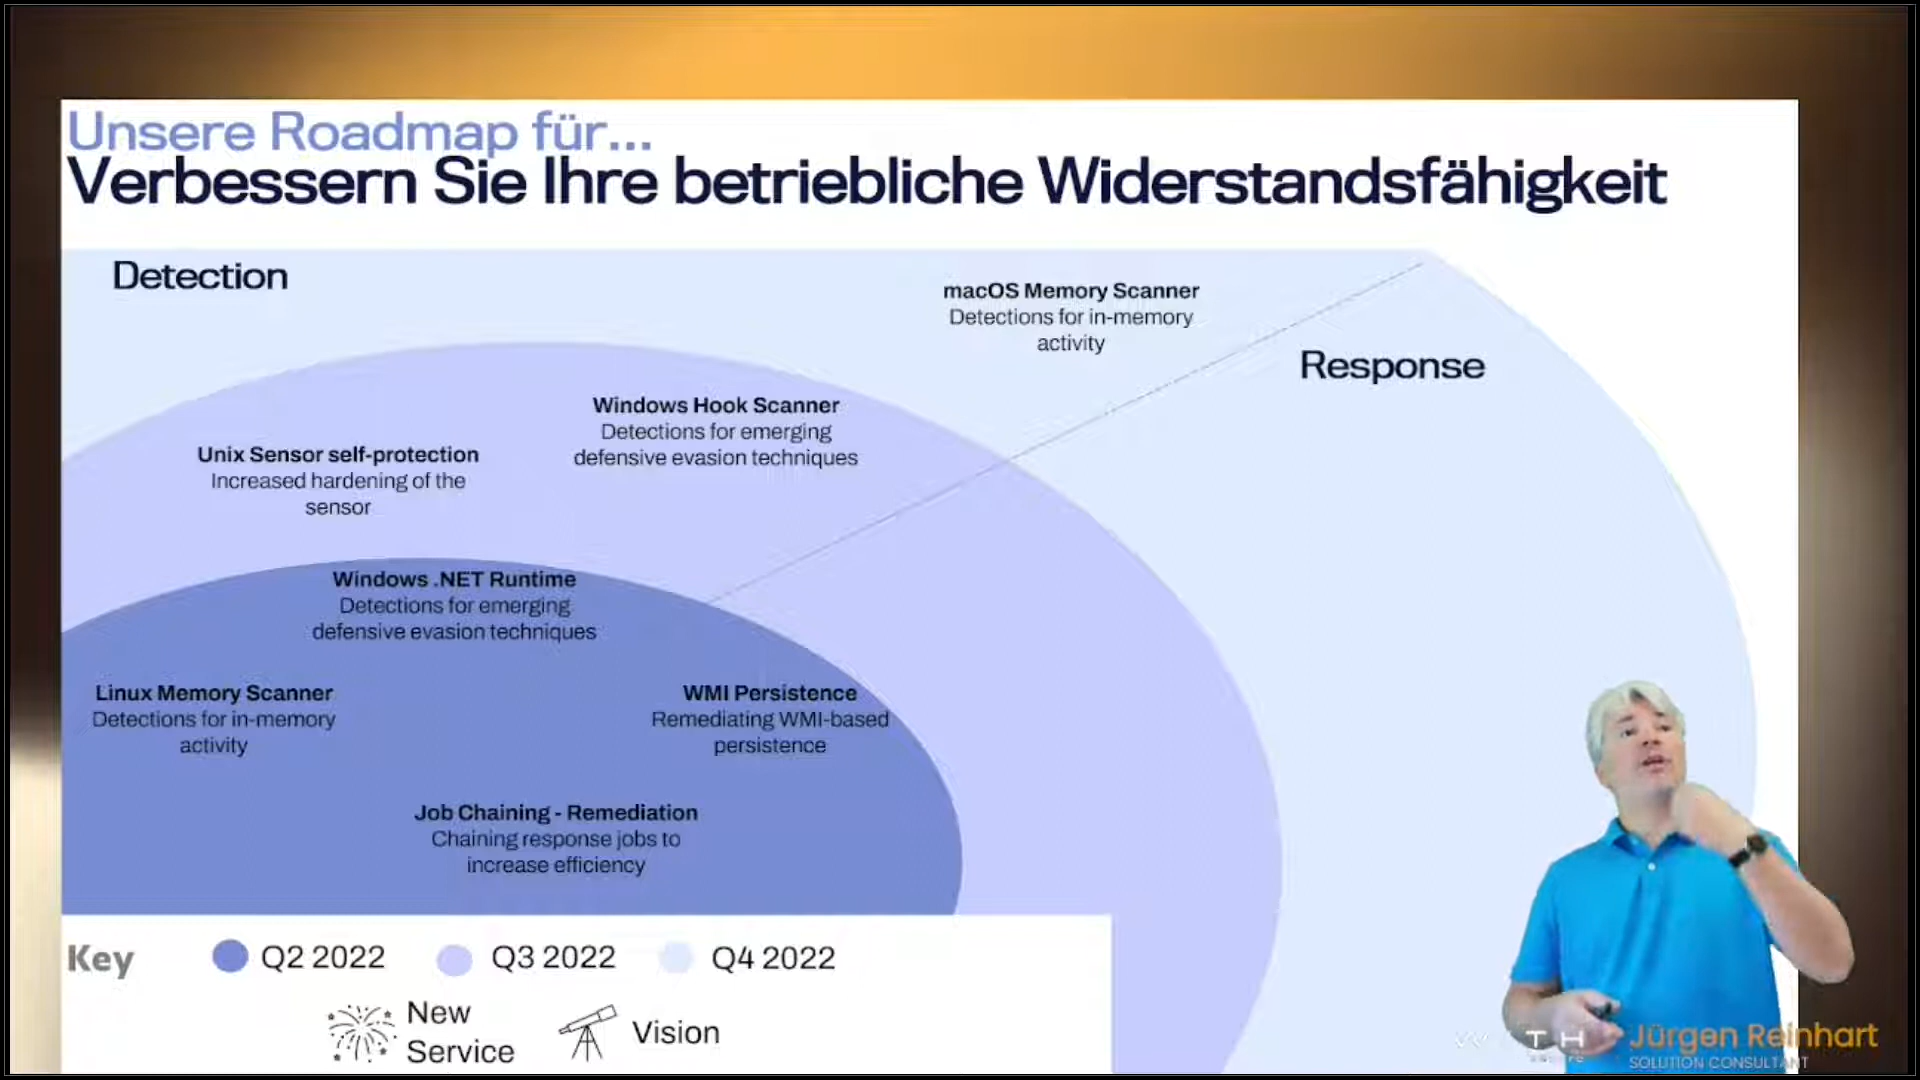 Unsere Roadmap für...
Verbessern Sie Ihre betriebliche Widerstandsfähigkeit
Detection
macOS Memory Scanner
Detections for in-memory
activity
Response
Windows Hook Scanner
Detections for emerging
defensive evasion techniques
Unix Sensor self-protection
Increased hardening of the
sensor
Windows .NET Runtime
Detections for emerging
defensive evasion techniques
Linux Memory Scanner
Detections for in-memory
activity
WMI Persistence
Remediating WMI-based
persistence
Job Chaining - Remediation
Chaining response jobs to
increase efficiency
Key
Q2 2022
Q3 2022
Q4 2022
New
Service
Vision
Jürgen Reinhart
SOLUTION CONSULTANT